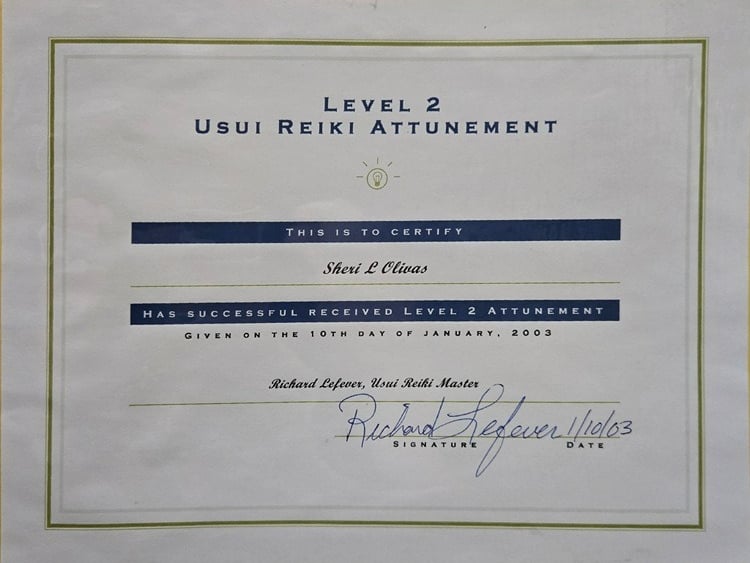 LEVEL 2
USUI REIKI ATTUNEMENT
THIS IS TO CERTIFY
Sheri L Olivas
HAS SUCCESSFUL RECEIVED LEVEL 2 ATTUNEMENT
GIVEN ON THE 10TH DAY OF JANUARY, 2003
Richard Lefever, Usui Reiki Master
Richard Lefever 1/10/03
SIGNATURE DATE